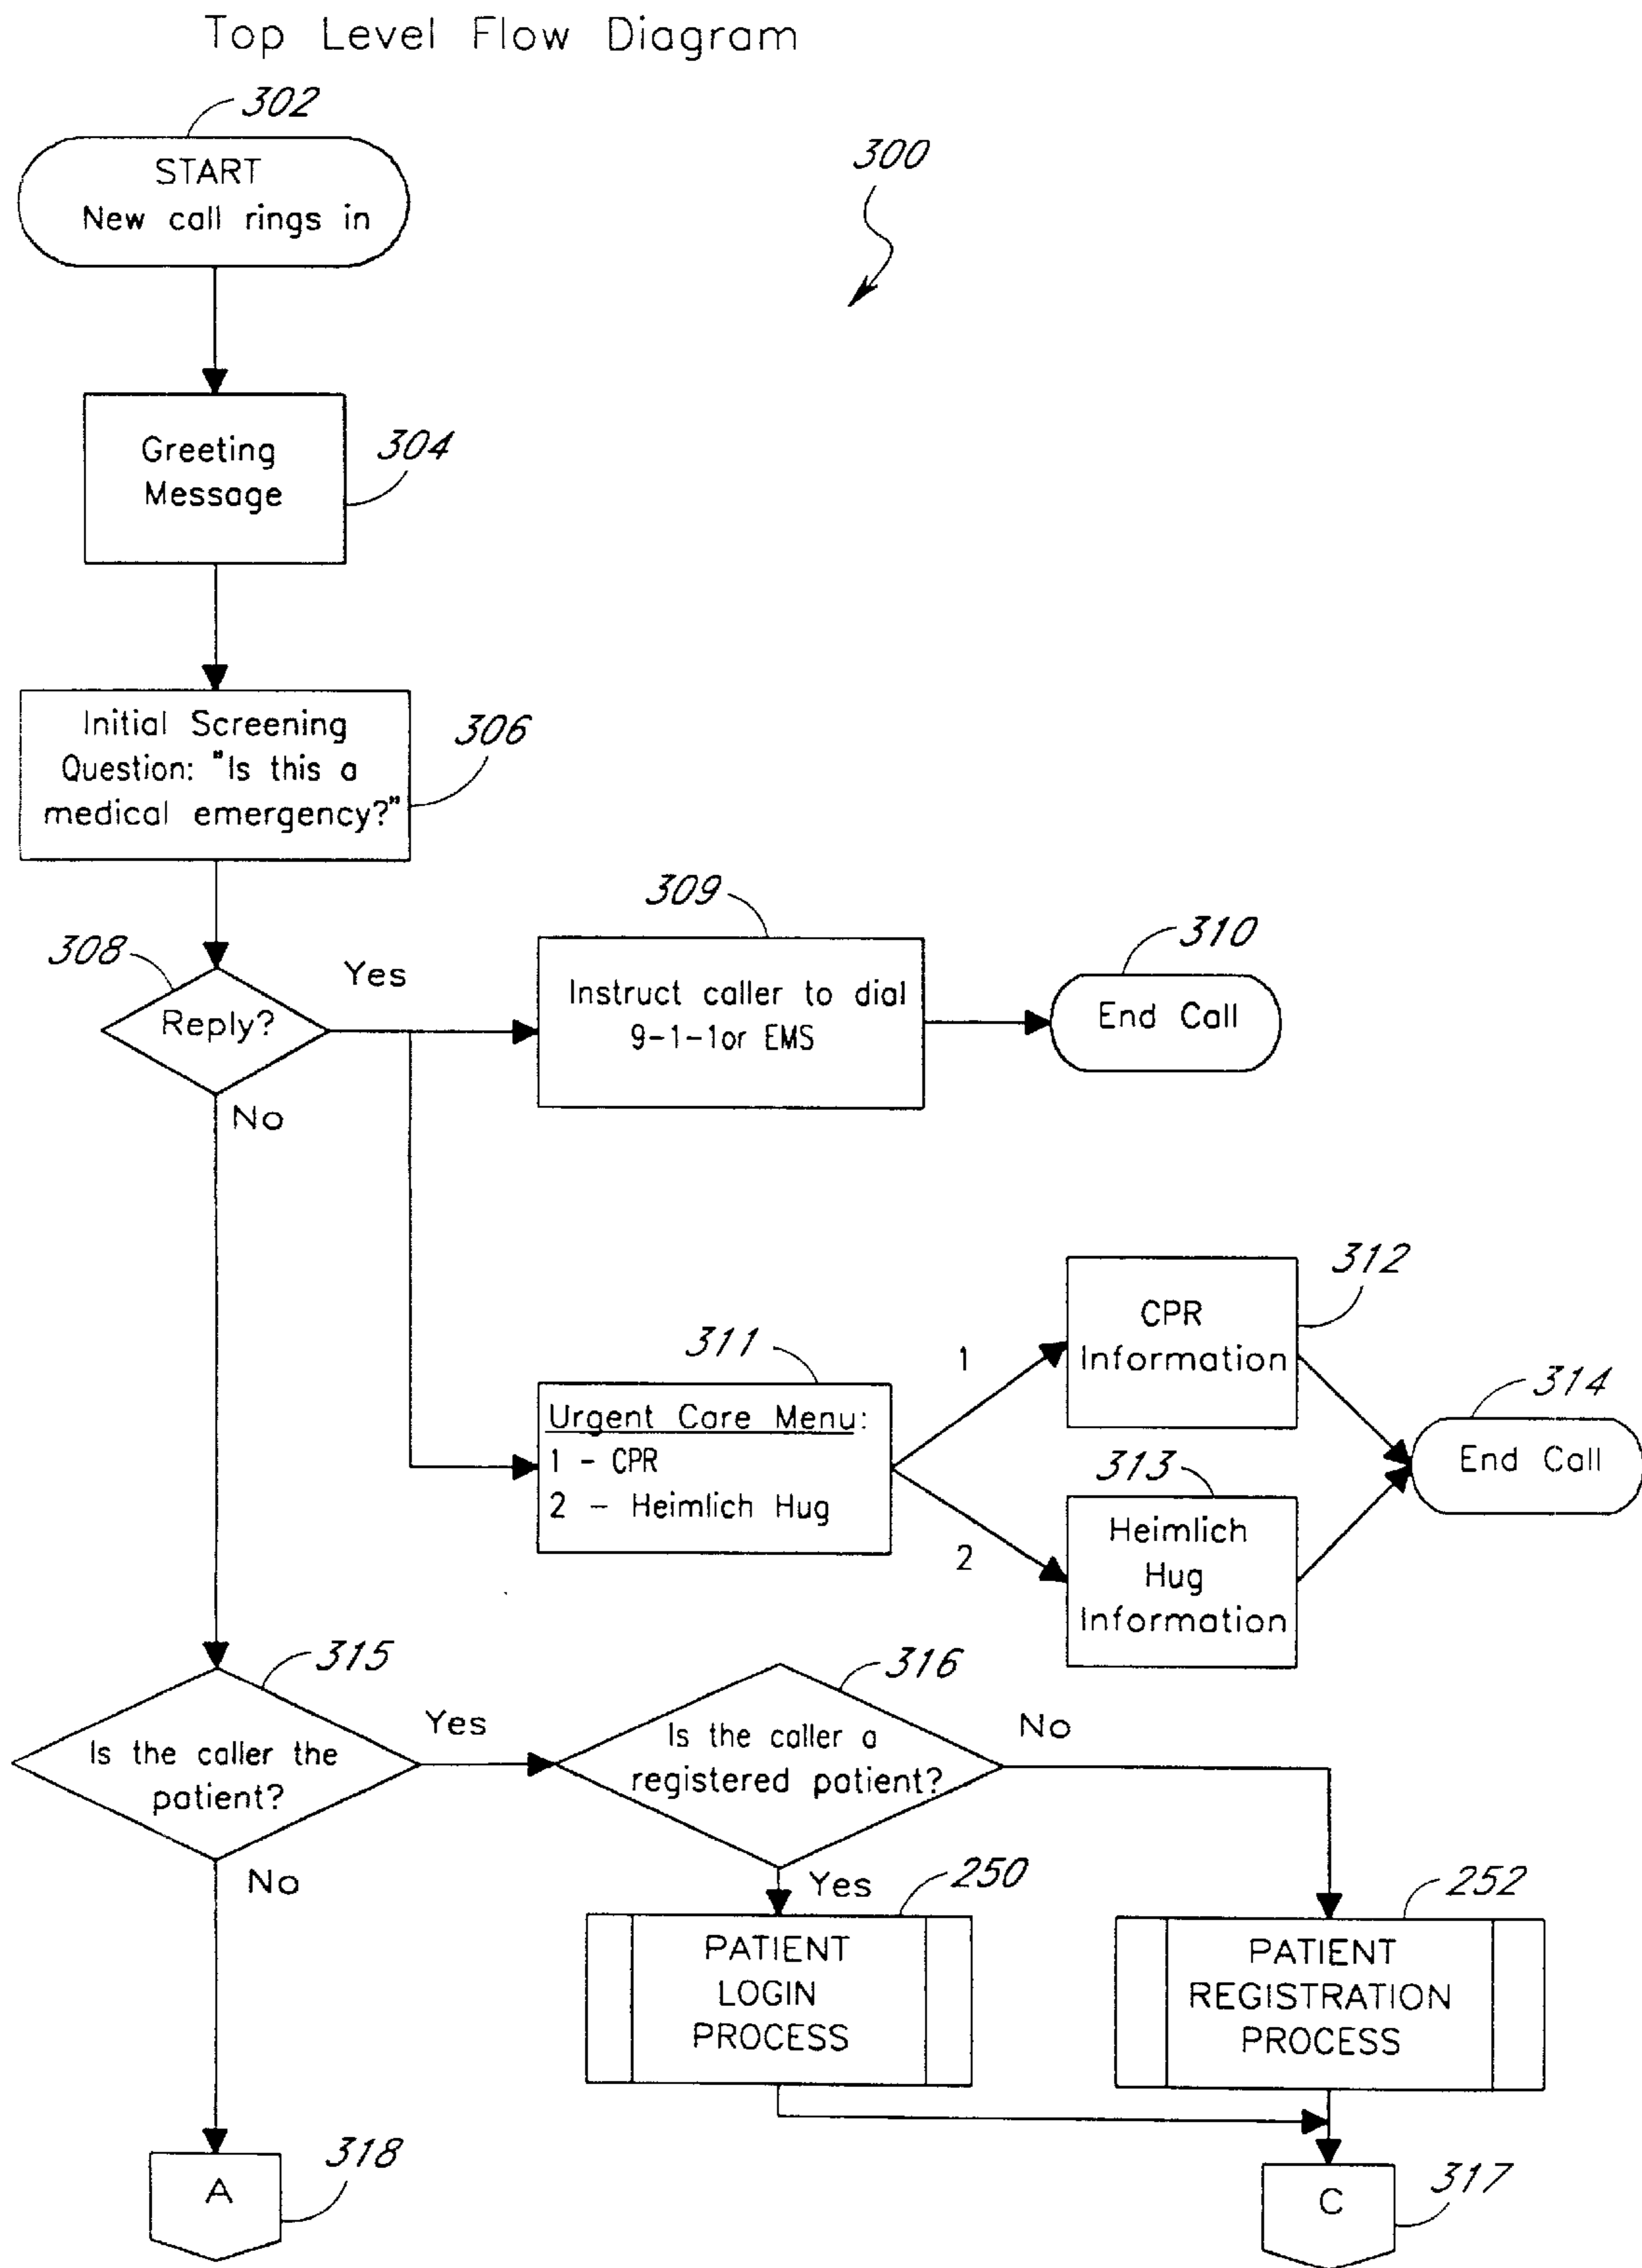 Top Level Flow Diagram
302
START
New call rings in
300
Greeting
Message
304
Initial Screening
Question: "Is this a
medical emergency?"
306
308
Reply?
Yes
No
309
Instruct caller to dial
9-1-1or EMS
310
End Call
311
Urgent Care Menu:
1 - CPR
2 - Heimlich Hug
1
2
312
CPR
Information
313
Heimlich
Hug
Information
314
End Call
315
Is the caller the
patient?
Yes
No
316
Is the caller a
registered patient?
No
Yes
250
PATIENT
LOGIN
PROCESS
252
PATIENT
REGISTRATION
PROCESS
A
318
C
317